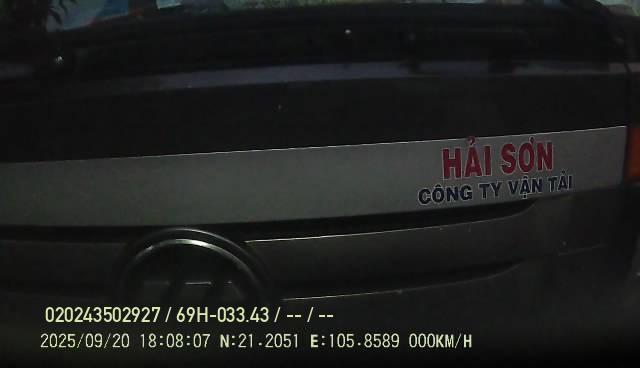 HẢI SƠN
CÔNG TY VẬN TẢI
020243502927 / 69H-033.43 / -- / --
2025/09/20 18:08:07 N:21.2051 E:105.8589 000KM/H